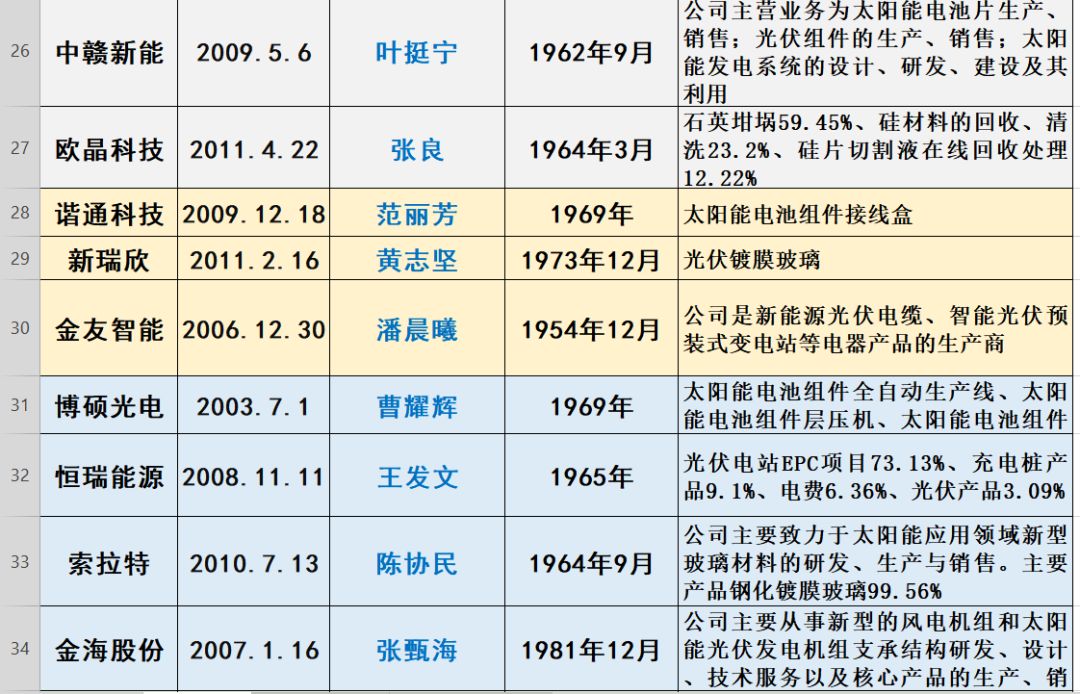 26 中赣新能 2009.5.6 叶挺宁 1962年9月 公司主营业务为太阳能电池片生产、
销售；光伏组件的生产、销售；太阳
能发电系统的设计、研发、建设及其
利用
27 欧晶科技 2011.4.22 张良 1964年3月 石英坩埚59.45%、硅材料的回收、清
洗23.2%、硅片切割液在线回收处理
12.22%
28 谐通科技 2009.12.18 范丽芳 1969年 太阳能电池组件接线盒
29 新瑞欣 2011.2.16 黄志坚 1973年12月 光伏镀膜玻璃
30 金友智能 2006.12.30 潘晨曦 1954年12月 公司是新能源光伏电缆、智能光伏预
装式变电站等电器产品的生产商
31 博硕光电 2003.7.1 曹耀辉 1969年 太阳能电池组件全自动生产线、太阳
能电池组件层压机、太阳能电池组件
32 恒瑞能源 2008.11.11 王发文 1965年 光伏电站EPC项目73.13%、充电桩产
品9.1%、电费6.36%、光伏产品3.09%
33 索拉特 2010.7.13 陈协民 1964年9月 公司主要致力于太阳能应用领域新型
玻璃材料的研发、生产与销售。主要
产品钢化镀膜玻璃99.56%
34 金海股份 2007.1.16 张甄海 1981年12月 公司主要从事新型的风电机组和太阳
能光伏发电机组支承结构研发、设计
、技术服务以及核心产品的生产、销